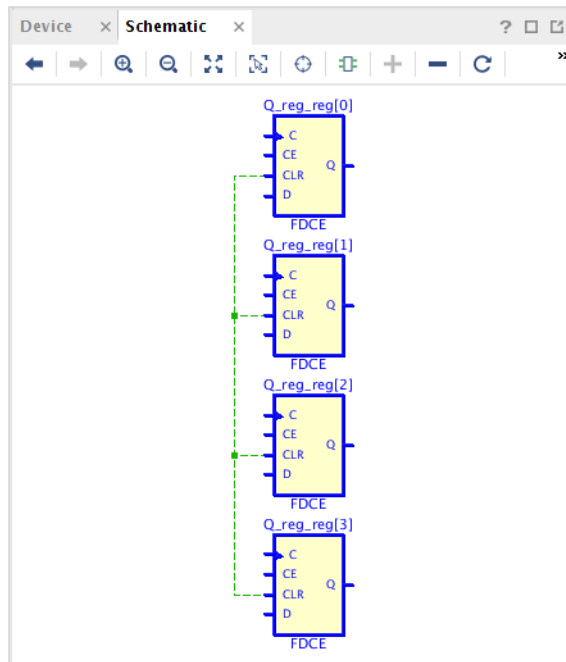 Device × Schematic × ?
»
Q_reg_reg[0]
C
CE
Q
CLR
D
FDCE
Q_reg_reg[1]
C
CE
Q
CLR
D
FDCE
Q_reg_reg[2]
C
CE
Q
CLR
D
FDCE
Q_reg_reg[3]
C
CE
Q
CLR
D
FDCE